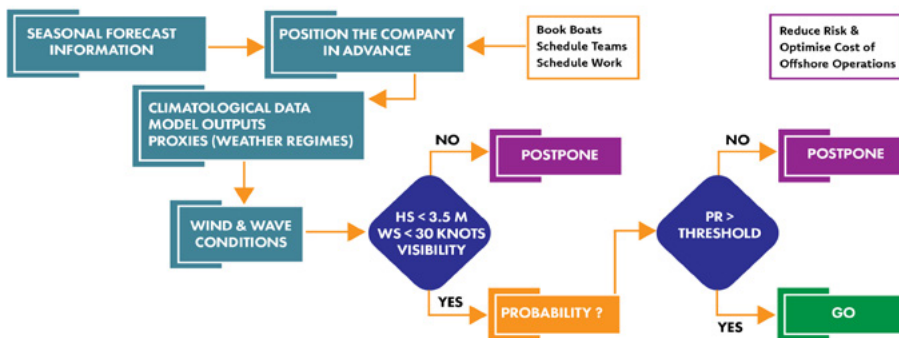 SEASONAL FORECAST
INFORMATION
POSITION THE COMPANY
IN ADVANCE
Book Boats
Schedule Teams
Schedule Work
Reduce Risk &
Optimise Cost of
Offshore Operations
CLIMATOLOGICAL DATA
MODEL OUTPUTS
PROXIES (WEATHER REGIMES)
NO
POSTPONE
NO
POSTPONE
WIND & WAVE
CONDITIONS
HS < 3.5 M
WS < 30 KNOTS
VISIBILITY
PR >
THRESHOLD
YES
PROBABILITY ?
YES
GO